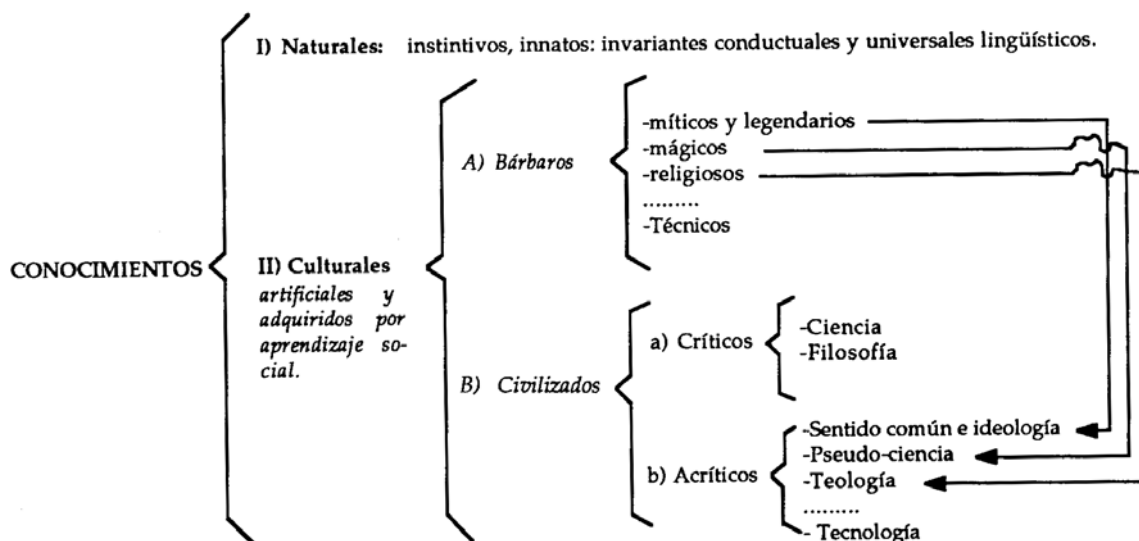 I) Naturales: instintivos, innatos: invariantes conductuales y universales lingüísticos.
-míticos y legendarios
-mágicos
A) Bárbaros
-religiosos
.........
-Técnicos
CONOCIMIENTOS
II) Culturales
artificiales y
adquiridos por
aprendizaje so-
cial.
-Ciencia
a) Críticos
-Filosofía
B) Civilizados
-Sentido común e ideología
-Pseudo-ciencia
b) Acríticos
-Teología
.........
- Tecnología